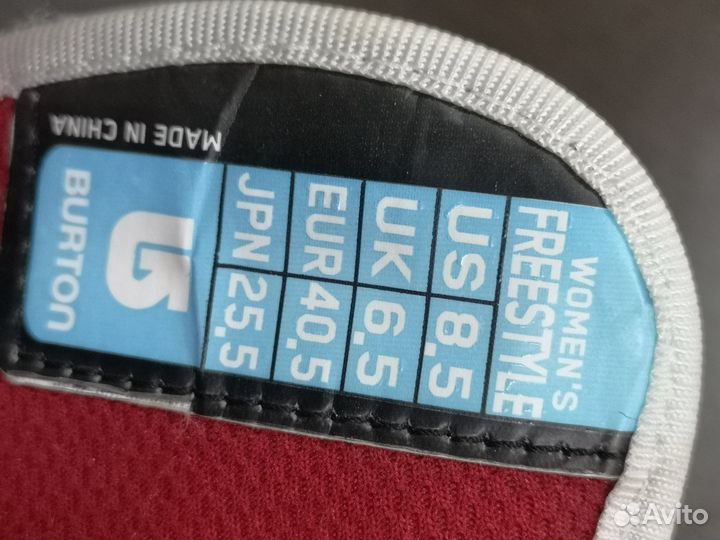 WOMEN'S
FREESTYLE
US 8.5
UK 6.5
EUR 40.5
JPN 25.5
BURTON
MADE IN CHINA
Avito